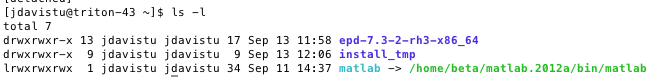 [jdavistu@triton-43 ~]$ ls -l
total 7
drwxrwxr-x 13 jdavistu jdavistu 17 Sep 13 11:58 epd-7.3-2-rh3-x86_64
drwxrwxr-x  9 jdavistu jdavistu  9 Sep 13 12:06 install_tmp
lrwxrwxrwx  1 jdavistu jdavistu 34 Sep 11 14:37 matlab -> /home/beta/matlab.2012a/bin/matlab